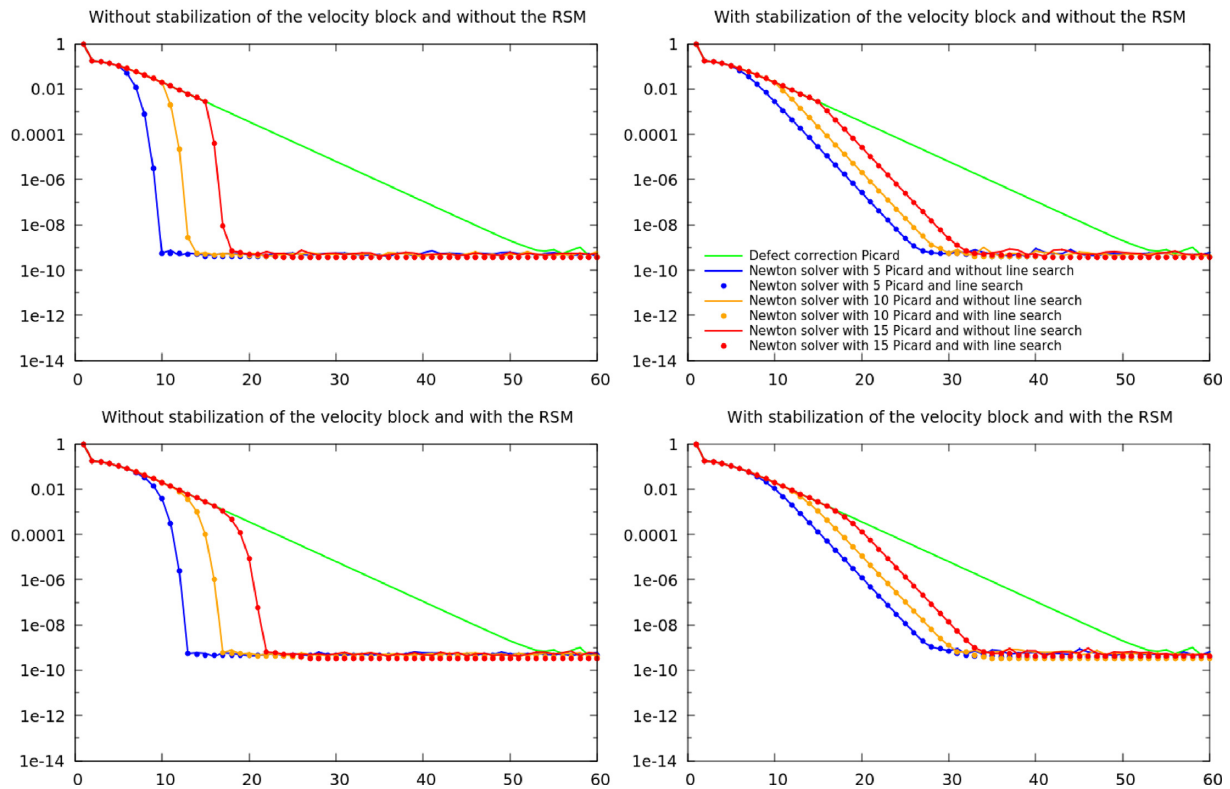 Without stabilization of the velocity block and without the RSM
1
0.01
0.0001
1e-06
1e-08
1e-10
1e-12
1e-14
0 10 20 30 40 50 60
With stabilization of the velocity block and without the RSM
1
0.01
0.0001
1e-06
1e-08
1e-10
1e-12
1e-14
Defect correction Picard
Newton solver with 5 Picard and without line search
Newton solver with 5 Picard and line search
Newton solver with 10 Picard and without line search
Newton solver with 10 Picard and with line search
Newton solver with 15 Picard and without line search
Newton solver with 15 Picard and with line search
0 10 20 30 40 50 60
Without stabilization of the velocity block and with the RSM
1
0.01
0.0001
1e-06
1e-08
1e-10
1e-12
1e-14
0 10 20 30 40 50 60
With stabilization of the velocity block and with the RSM
1
0.01
0.0001
1e-06
1e-08
1e-10
1e-12
1e-14
0 10 20 30 40 50 60